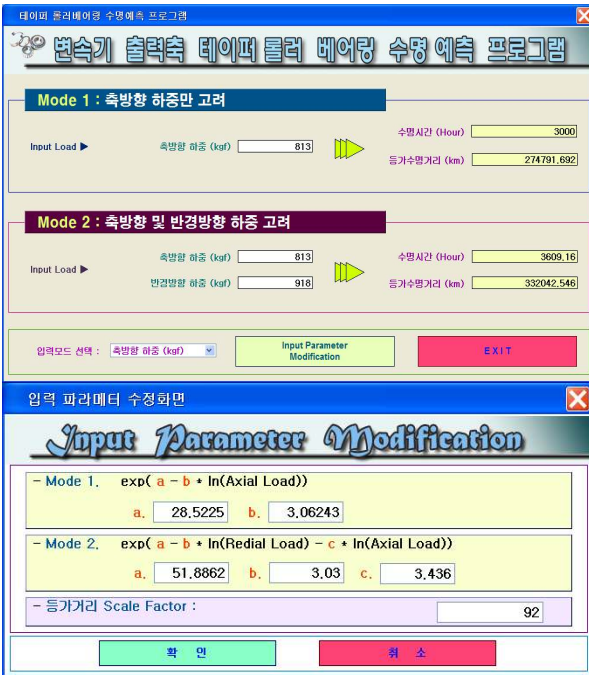 테이퍼 롤러베어링 수명예측 프로그램
변속기 출력축 테이퍼 롤러 베어링 수명 예측 프로그램
Mode 1 : 축방향 하중만 고려
Input Load ▶ 축방향 하중 (kgf) 813 수명시간 (Hour) 3000
등가수명거리 (km) 274791,692
Mode 2 : 축방향 및 반경방향 하중 고려
Input Load ▶ 축방향 하중 (kgf) 813 수명시간 (Hour) 3609,16
반경방향 하중 (kgf) 918 등가수명거리 (km) 332042,546
입력모드 선택 : 축방향 하중 (kgf) Input Parameter Modification EXIT
입력 파라메터 수정화면
Input Parameter Modification
- Mode 1, exp( a - b * ln(Axial Load))
a. 28,5225 b. 3,06243
- Mode 2, exp( a - b * ln(Redial Load) - c * ln(Axial Load))
a. 51,8862 b. 3,03 c. 3,436
- 등가거리 Scale Factor : 92
확 인 취 소